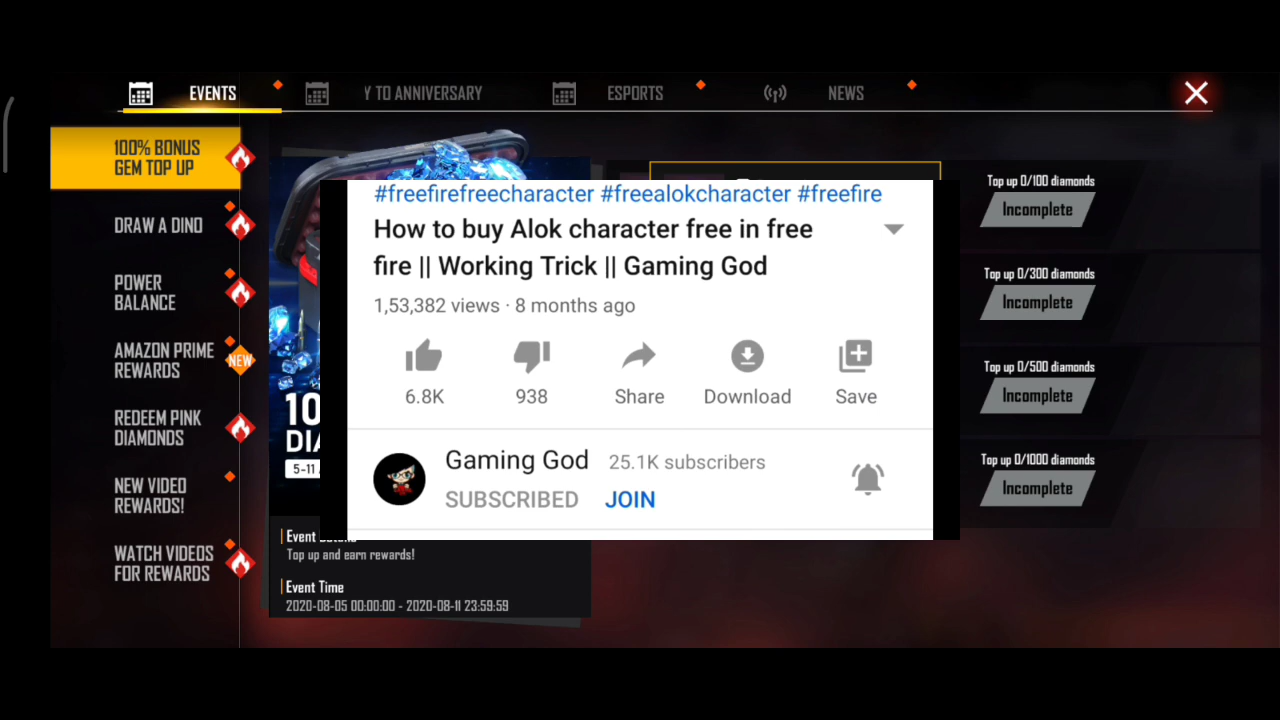 EVENTS
Y TO ANNIVERSARY
ESPORTS
NEWS
100% BONUS
GEM TOP UP
DRAW A DINO
POWER
BALANCE
AMAZON PRIME
REWARDS
NEW
REDEEM PINK
DIAMONDS
NEW VIDEO
REWARDS!
WATCH VIDEOS
FOR REWARDS
10
DIA
5-11
#freefirefreecharacter #freealokcharacter #freefire
How to buy Alok character free in free
fire || Working Trick || Gaming God
1,53,382 views · 8 months ago
6.8K
938
Share
Download
Save
Gaming God 25.1K subscribers
SUBSCRIBED JOIN
Event
Top up and earn rewards!
Event Time
2020-08-05 00:00:00 - 2020-08-11 23:59:59
Top up 0/100 diamonds
Incomplete
Top up 0/300 diamonds
Incomplete
Top up 0/500 diamonds
Incomplete
Top up 0/1000 diamonds
Incomplete